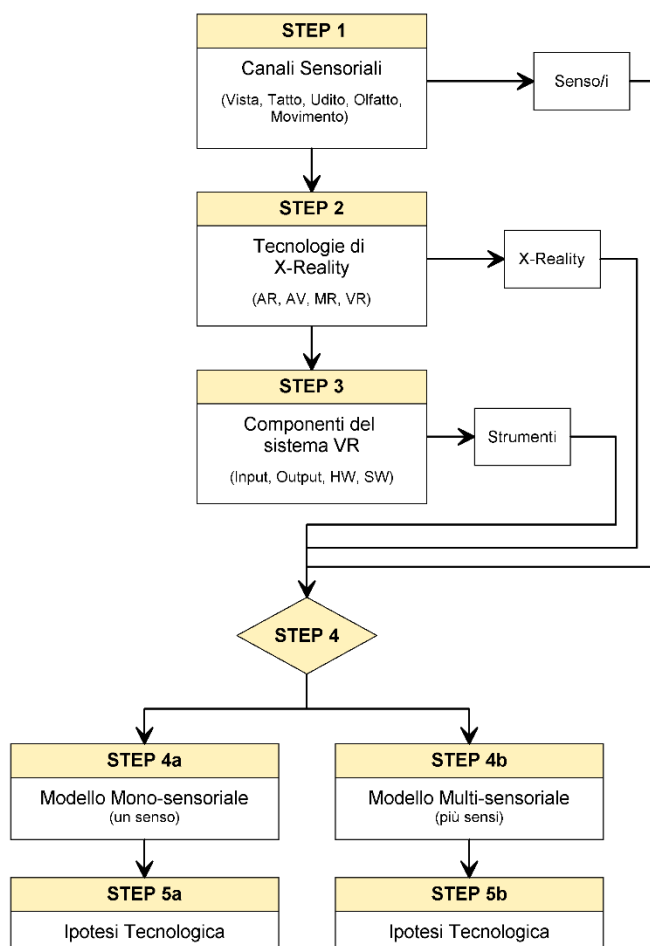 STEP 1
Canali Sensoriali
(Vista, Tatto, Udito, Olfatto,
Movimento)
Senso/i
STEP 2
Tecnologie di
X-Reality
(AR, AV, MR, VR)
X-Reality
STEP 3
Componenti del
sistema VR
(Input, Output, HW, SW)
Strumenti
STEP 4
STEP 4a
Modello Mono-sensoriale
(un senso)
STEP 4b
Modello Multi-sensoriale
(più sensi)
STEP 5a
Ipotesi Tecnologica
STEP 5b
Ipotesi Tecnologica